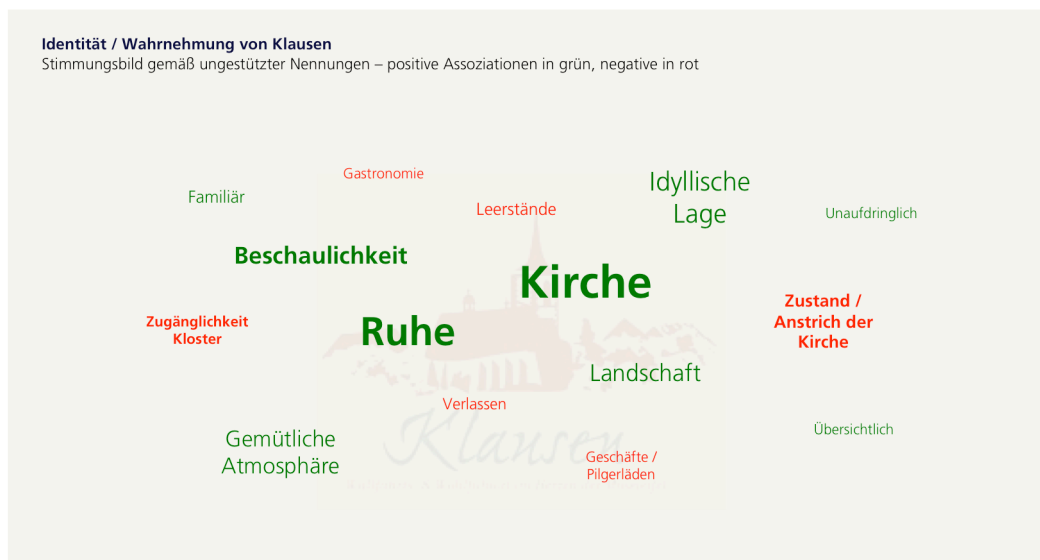 Identität / Wahrnehmung von Klausen
Stimmungsbild gemäß ungestützter Nennungen – positive Assoziationen in grün, negative in rot
Gastronomie
Familiär
Leerstände
Idyllische
Lage
Unaufdringlich
Beschaulichkeit
Kirche
Zustand /
Anstrich der
Kirche
Zugänglichkeit
Kloster
Ruhe
Landschaft
Verlassen
Gemütliche
Atmosphäre
Klausen
Übersichtlich
Geschäfte /
Pilgerläden